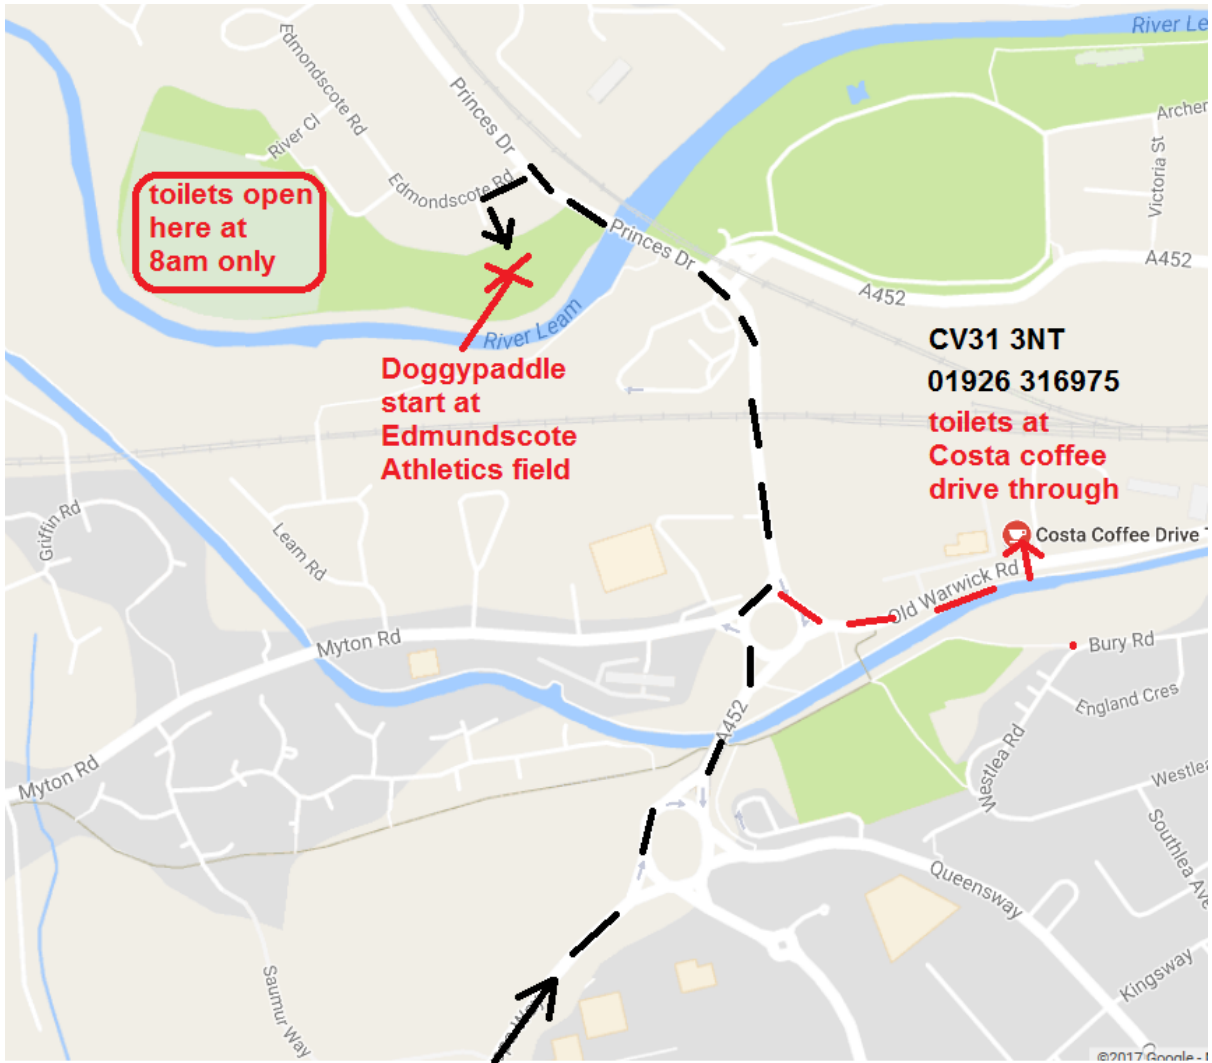 River Le
Edmondscote Rd
Princes Dr
River Cl
Archer
Victoria St
Edmondscote Rd
toilets open
here at
8am only
Princes Dr
A452
A452
River Leam
CV31 3NT
01926 316975
Doggypaddle
start at
Edmundscote
Athletics field
toilets at
Costa coffee
drive through
Griffin Rd
Leam Rd
Costa Coffee Drive T
Old Warwick Rd
Myton Rd
Bury Rd
England Cres
A452
Westlea Rd
Myton Rd
Westlea
Southlea Ave
Queensway
Kingsway
Saumur Way
©2017 Google -